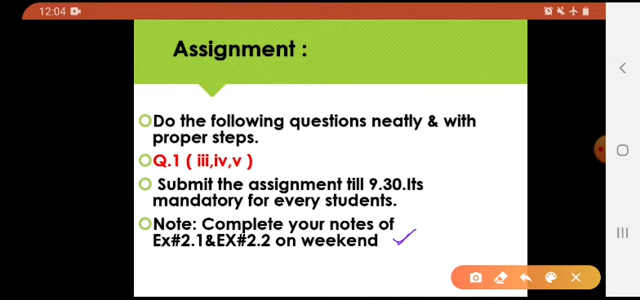 12:04
Assignment :
Do the following questions neatly & with
proper steps.
Q.1 ( iii,iv,v )
Submit the assignment till 9.30.Its
mandatory for every students.
Note: Complete your notes of
Ex#2.1&EX#2.2 on weekend